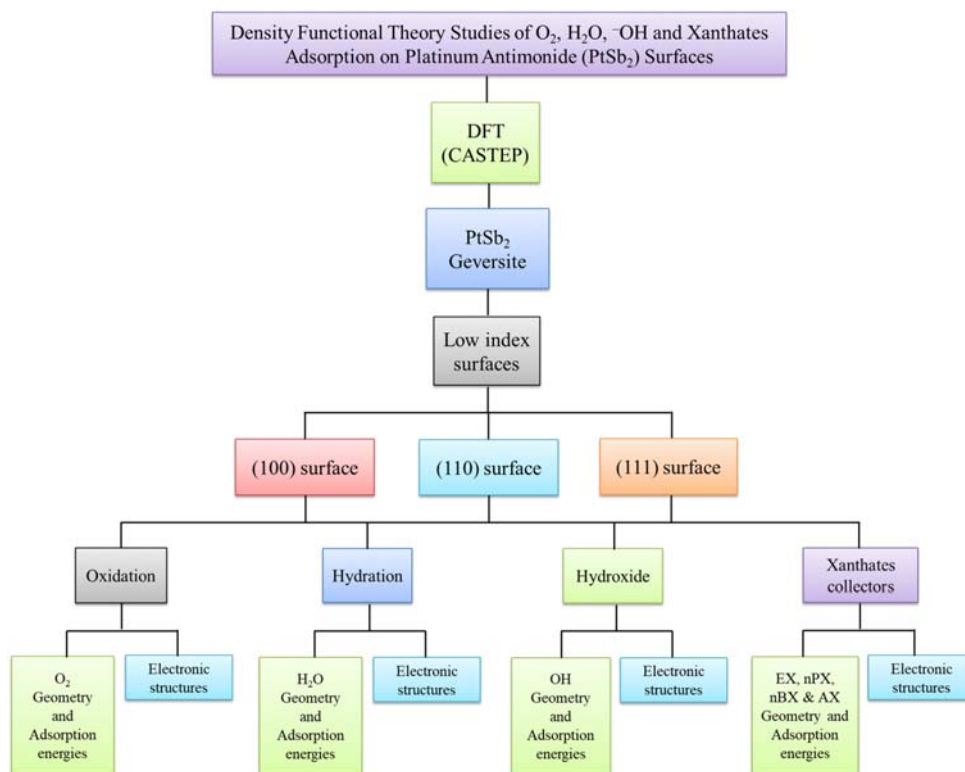 Density Functional Theory Studies of O₂, H₂O, ⁻OH and Xanthates
Adsorption on Platinum Antimonide (PtSb₂) Surfaces
DFT
(CASTEP)
PtSb₂
Geversite
Low index
surfaces
(100) surface
(110) surface
(111) surface
Oxidation
Hydration
Hydroxide
Xanthates
collectors
O₂
Geometry
and
Adsorption
energies
Electronic
structures
H₂O
Geometry
and
Adsorption
energies
Electronic
structures
OH
Geometry
and
Adsorption
energies
Electronic
structures
EX, nPX,
nBX & AX
Geometry and
Adsorption
energies
Electronic
structures